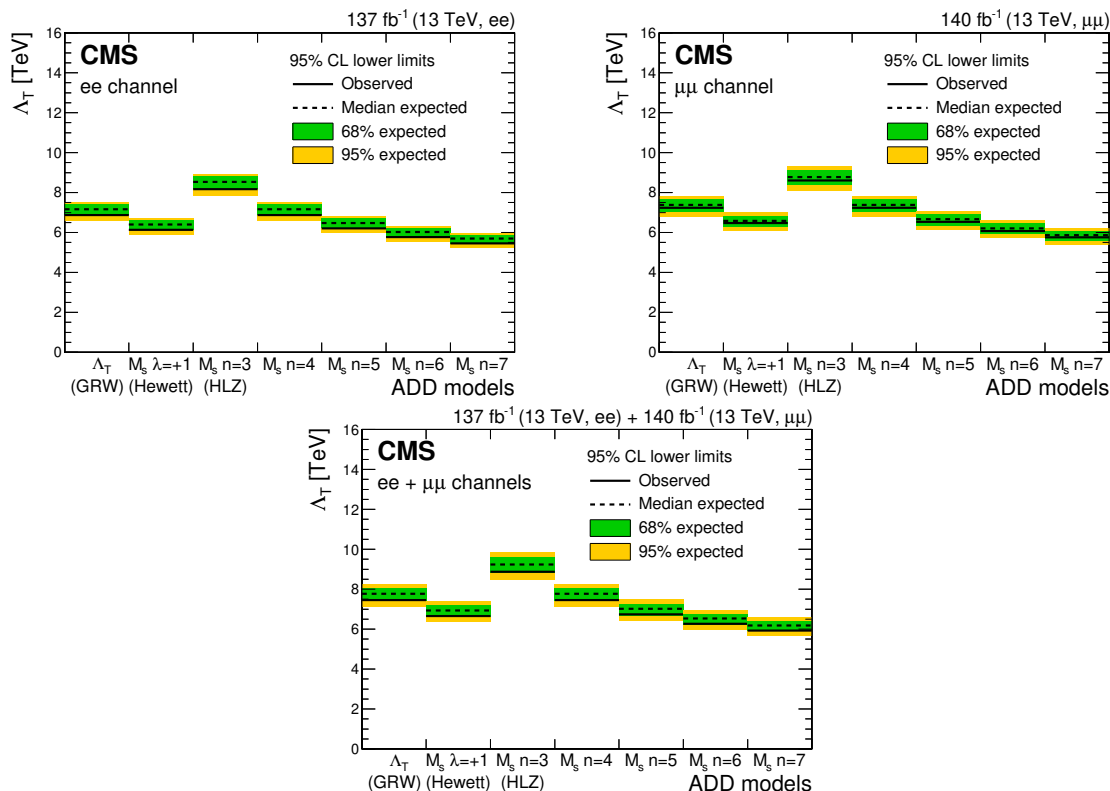 137 fb⁻¹ (13 TeV, ee)
Λ_T [TeV]
16
14
12
10
8
6
4
2
0
CMS
ee channel
95% CL lower limits
Observed
Median expected
68% expected
95% expected
Λ_T M_s λ=+1 M_s n=3 M_s n=4 M_s n=5 M_s n=6 M_s n=7
(GRW) (Hewett) (HLZ) ADD models
140 fb⁻¹ (13 TeV, μμ)
Λ_T [TeV]
16
14
12
10
8
6
4
2
0
CMS
μμ channel
95% CL lower limits
Observed
Median expected
68% expected
95% expected
Λ_T M_s λ=+1 M_s n=3 M_s n=4 M_s n=5 M_s n=6 M_s n=7
(GRW) (Hewett) (HLZ) ADD models
137 fb⁻¹ (13 TeV, ee) + 140 fb⁻¹ (13 TeV, μμ)
Λ_T [TeV]
16
14
12
10
8
6
4
2
0
CMS
ee + μμ channels
95% CL lower limits
Observed
Median expected
68% expected
95% expected
Λ_T M_s λ=+1 M_s n=3 M_s n=4 M_s n=5 M_s n=6 M_s n=7
(GRW) (Hewett) (HLZ) ADD models